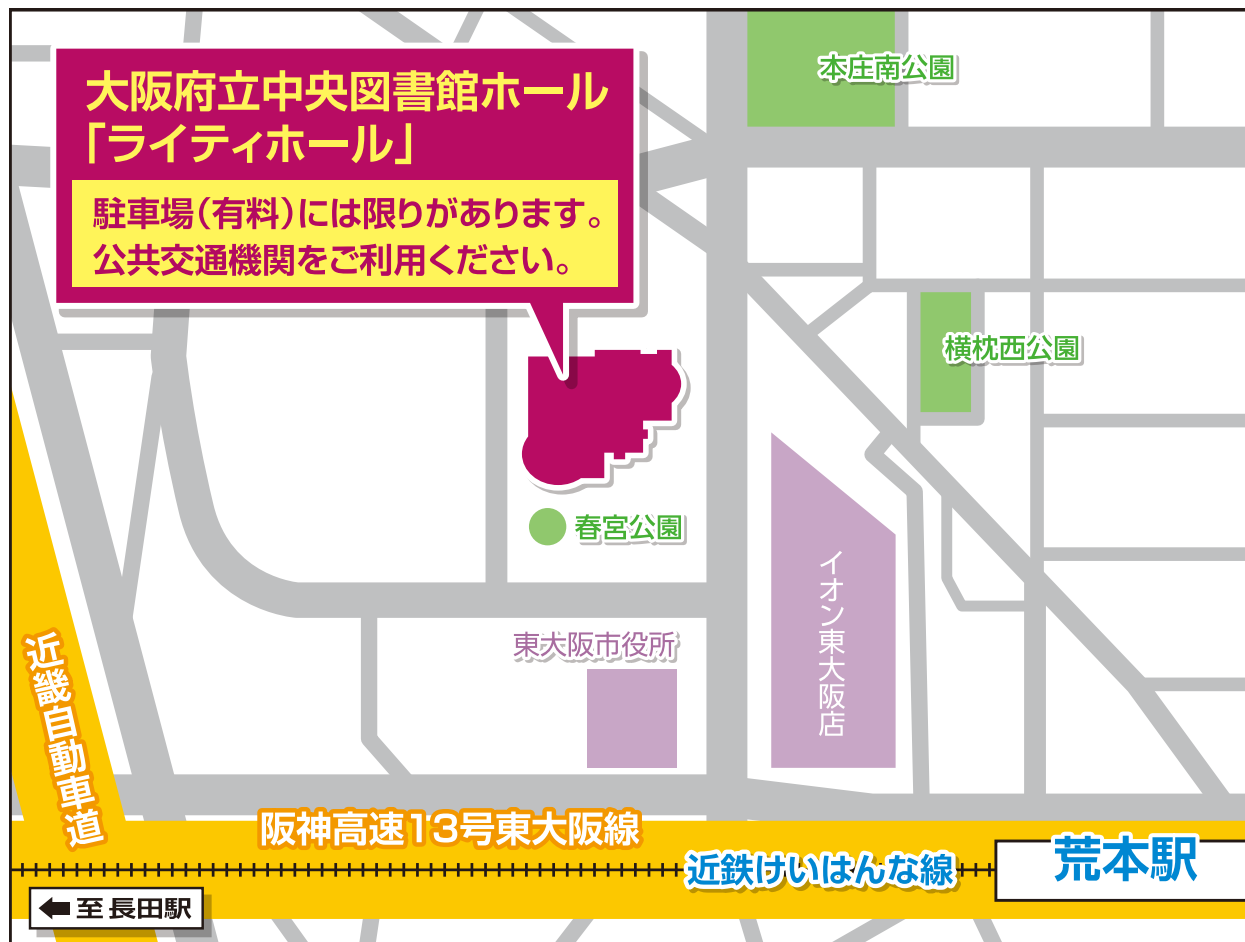 大阪府立中央図書館ホール
「ライティホール」
駐車場（有料）には限りがあります。
公共交通機関をご利用ください。
本庄南公園
横枕西公園
春宮公園
イオン東大阪店
東大阪市役所
近畿自動車道
阪神高速13号東大阪線
近鉄けいはんな線
荒本駅
至 長田駅